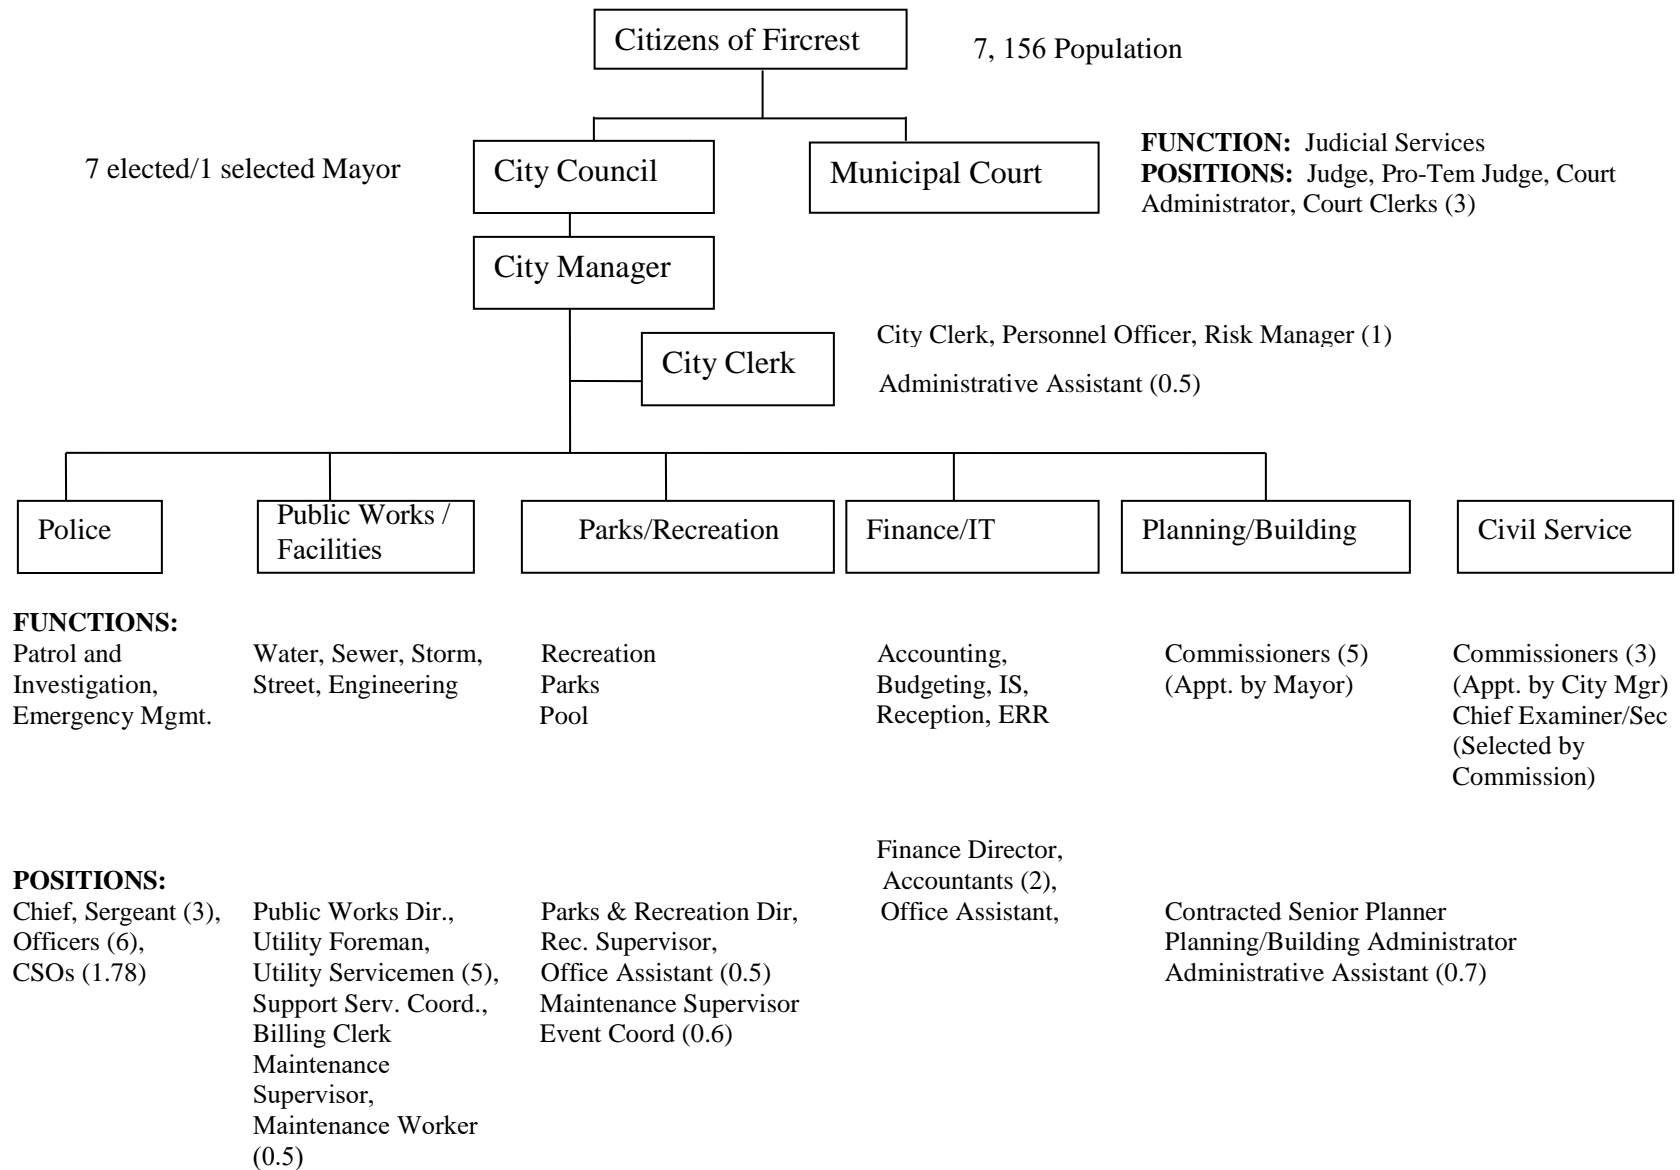 Citizens of Fircrest
7, 156 Population
7 elected/1 selected Mayor
City Council
Municipal Court
FUNCTION: Judicial Services
POSITIONS: Judge, Pro-Tem Judge, Court
Administrator, Court Clerks (3)
City Manager
City Clerk
City Clerk, Personnel Officer, Risk Manager (1)
Administrative Assistant (0.5)
Police
Public Works /
Facilities
Parks/Recreation
Finance/IT
Planning/Building
Civil Service
FUNCTIONS:
Patrol and
Investigation,
Emergency Mgmt.
Water, Sewer, Storm,
Street, Engineering
Recreation
Parks
Pool
Accounting,
Budgeting, IS,
Reception, ERR
Commissioners (5)
(Appt. by Mayor)
Commissioners (3)
(Appt. by City Mgr)
Chief Examiner/Sec
(Selected by
Commission)
POSITIONS:
Chief, Sergeant (3),
Officers (6),
CSOs (1.78)
Public Works Dir.,
Utility Foreman,
Utility Servicemen (5),
Support Serv. Coord.,
Billing Clerk
Maintenance
Supervisor,
Maintenance Worker
(0.5)
Parks & Recreation Dir,
Rec. Supervisor,
Office Assistant (0.5)
Maintenance Supervisor
Event Coord (0.6)
Finance Director,
Accountants (2),
Office Assistant,
Contracted Senior Planner
Planning/Building Administrator
Administrative Assistant (0.7)